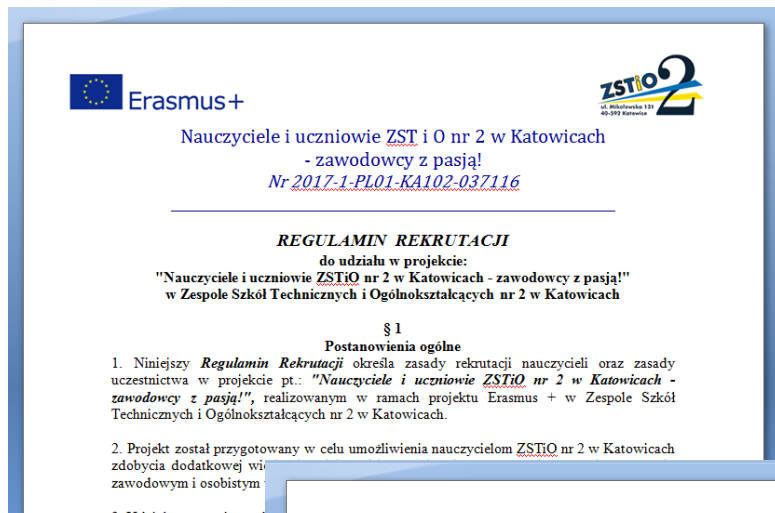 Erasmus+
ZSTiO 2
ul. Mikołowska 131
40-592 Katowice
Nauczyciele i uczniowie ZST i O nr 2 w Katowicach
- zawodowcy z pasją!
Nr 2017-1-PL01-KA102-037116
REGULAMIN REKRUTACJI
do udziału w projekcie:
"Nauczyciele i uczniowie ZSTiO nr 2 w Katowicach - zawodowcy z pasją!"
w Zespole Szkół Technicznych i Ogólnokształcących nr 2 w Katowicach
§ 1
Postanowienia ogólne
1. Niniejszy Regulamin Rekrutacji określa zasady rekrutacji nauczycieli oraz zasady
uczestnictwa w projekcie pt.: "Nauczyciele i uczniowie ZSTiO nr 2 w Katowicach -
zawodowcy z pasją!", realizowanym w ramach projektu Erasmus + w Zespole Szkół
Technicznych i Ogólnokształcących nr 2 w Katowicach.
2. Projekt został przygotowany w celu umożliwienia nauczycielom ZSTiO nr 2 w Katowicach
zdobycia dodatkowej
zawodowym i osobistym